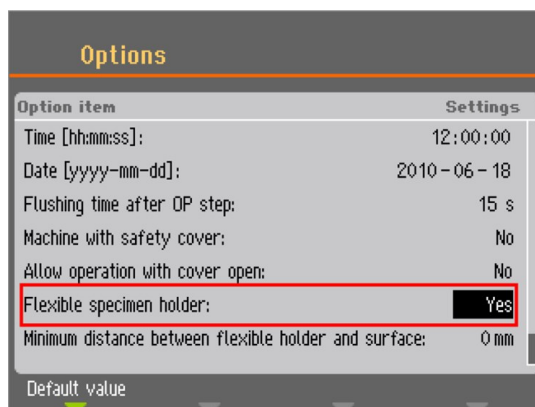 Options
Option item Settings
Time [hh:mm:ss]: 12:00:00
Date [yyyy-mm-dd]: 2010-06-18
Flushing time after OP step: 15 s
Machine with safety cover: No
Allow operation with cover open: No
Flexible specimen holder: Yes
Minimum distance between flexible holder and surface: 0 mm
Default value